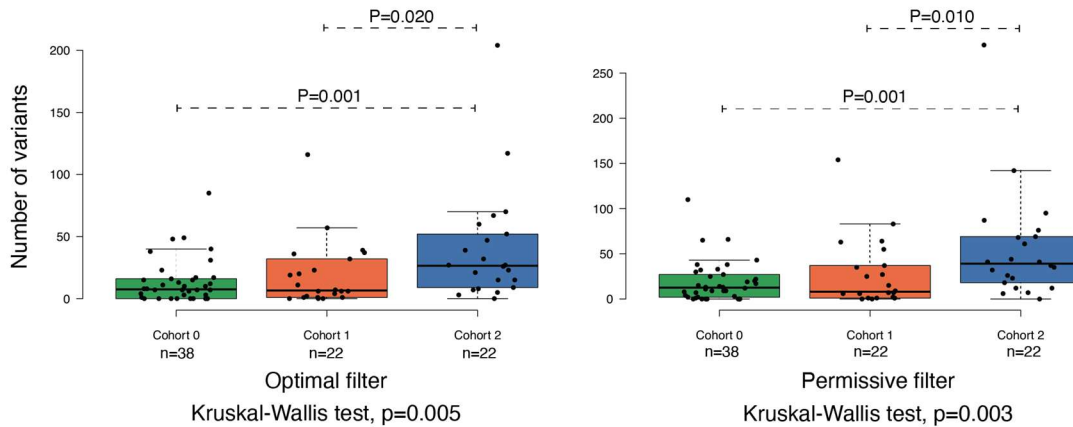 P=0.020
P=0.001
Number of variants
200
150
100
50
0
Cohort 0
n=38
Cohort 1
n=22
Cohort 2
n=22
Optimal filter
Kruskal-Wallis test, p=0.005
P=0.010
P=0.001
250
200
150
100
50
0
Cohort 0
n=38
Cohort 1
n=22
Cohort 2
n=22
Permissive filter
Kruskal-Wallis test, p=0.003